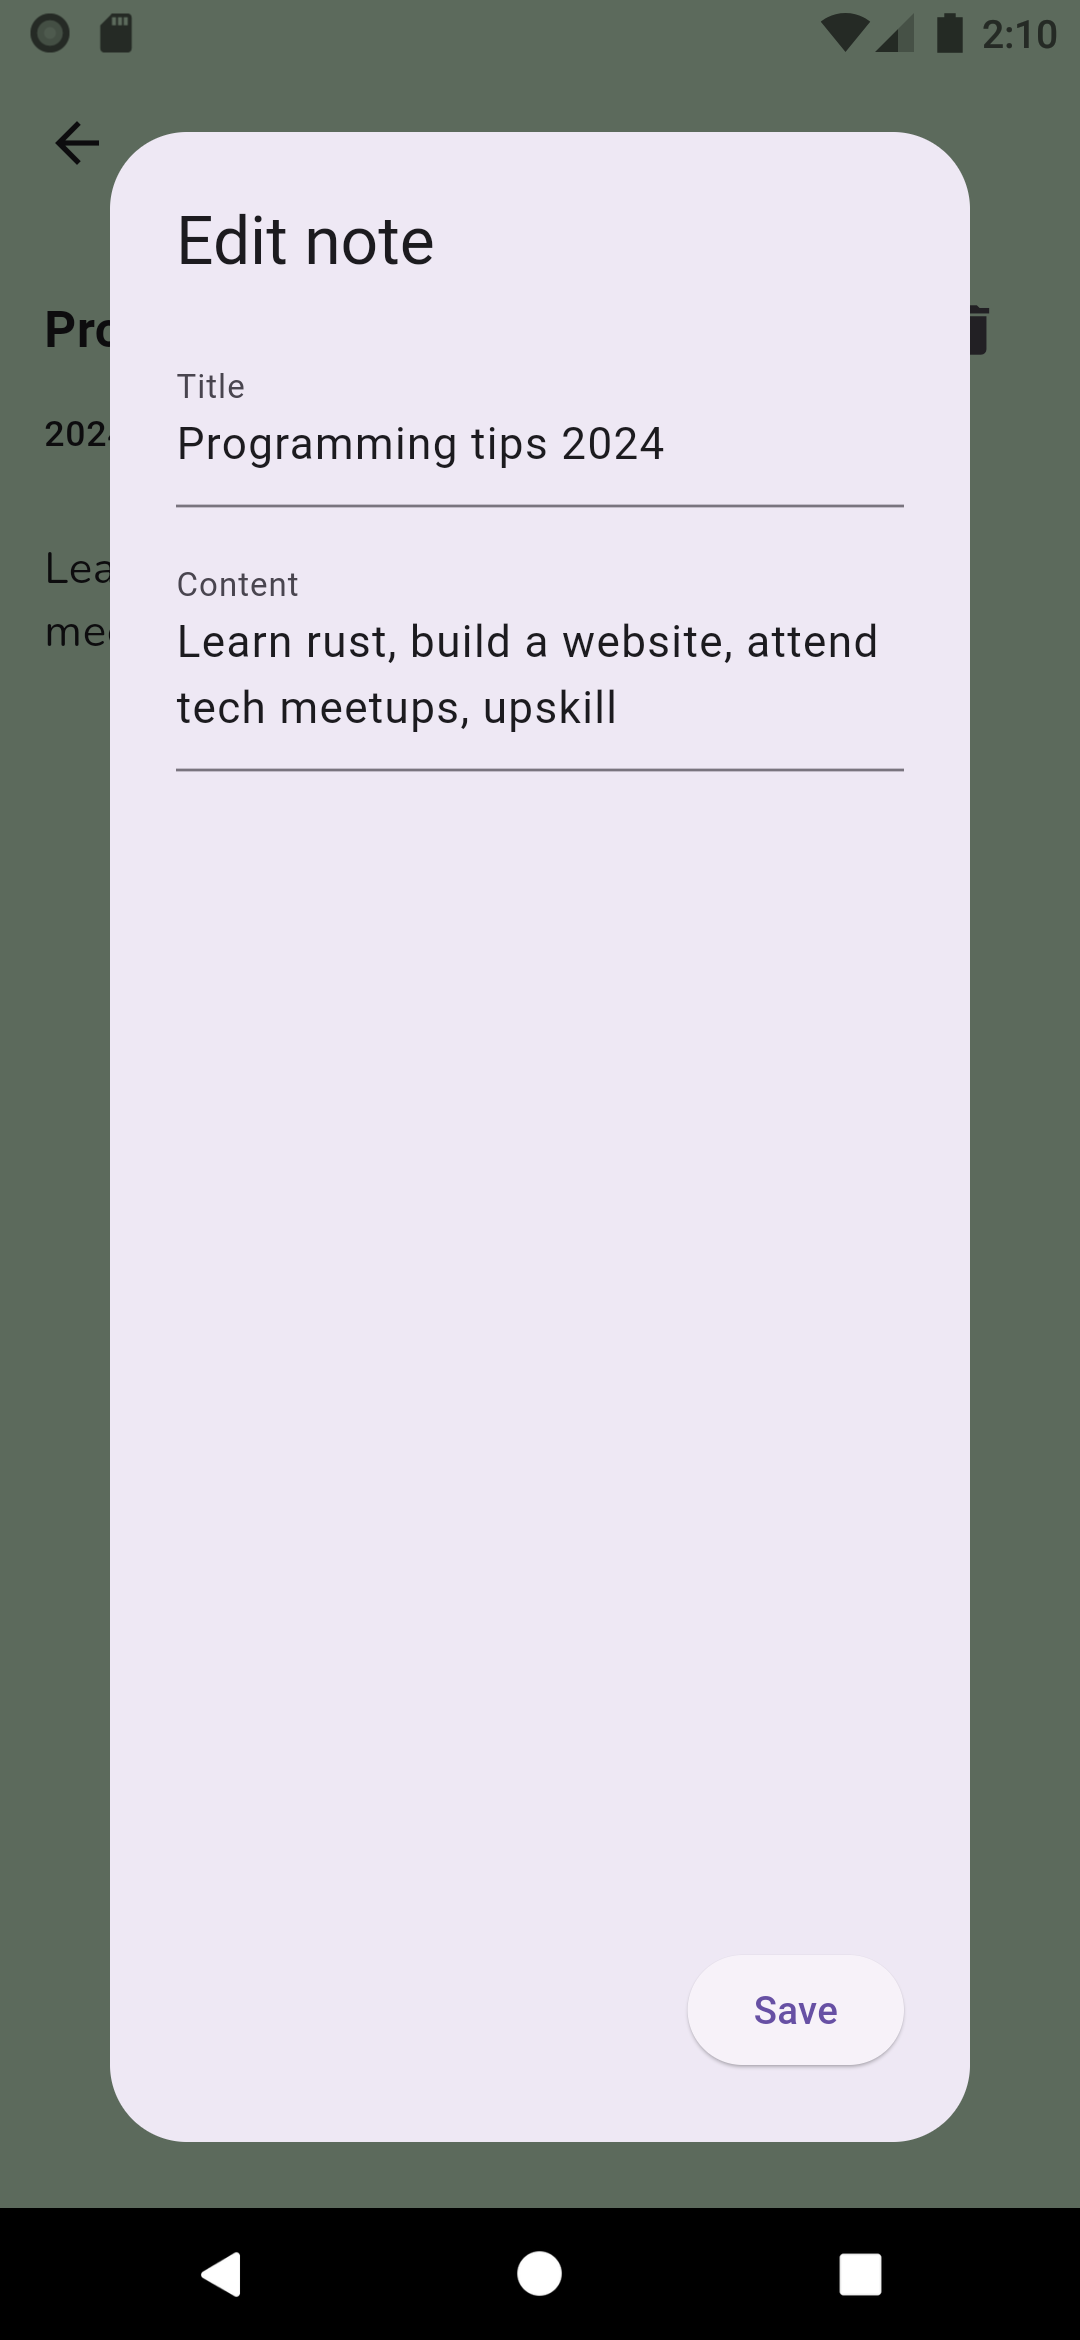 2:10
Edit note
Pro
Title
Programming tips 2024
202
Content
Lea
Learn rust, build a website, attend
me
tech meetups, upskill
Save